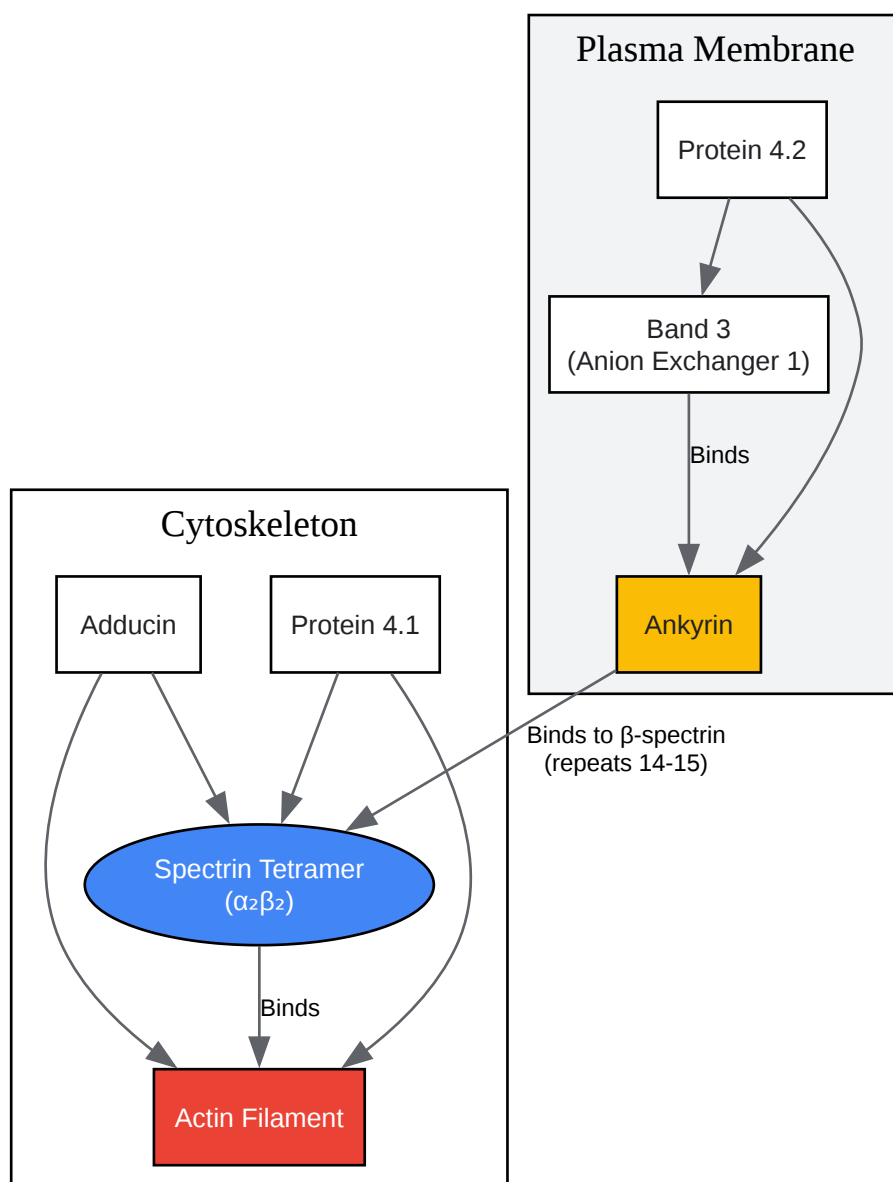 Plasma Membrane
Protein 4.2
Band 3
(Anion Exchanger 1)
Binds
Ankyrin
Cytoskeleton
Adducin
Protein 4.1
Binds to β-spectrin
(repeats 14-15)
Spectrin Tetramer
(α₂β₂)
Binds
Actin Filament